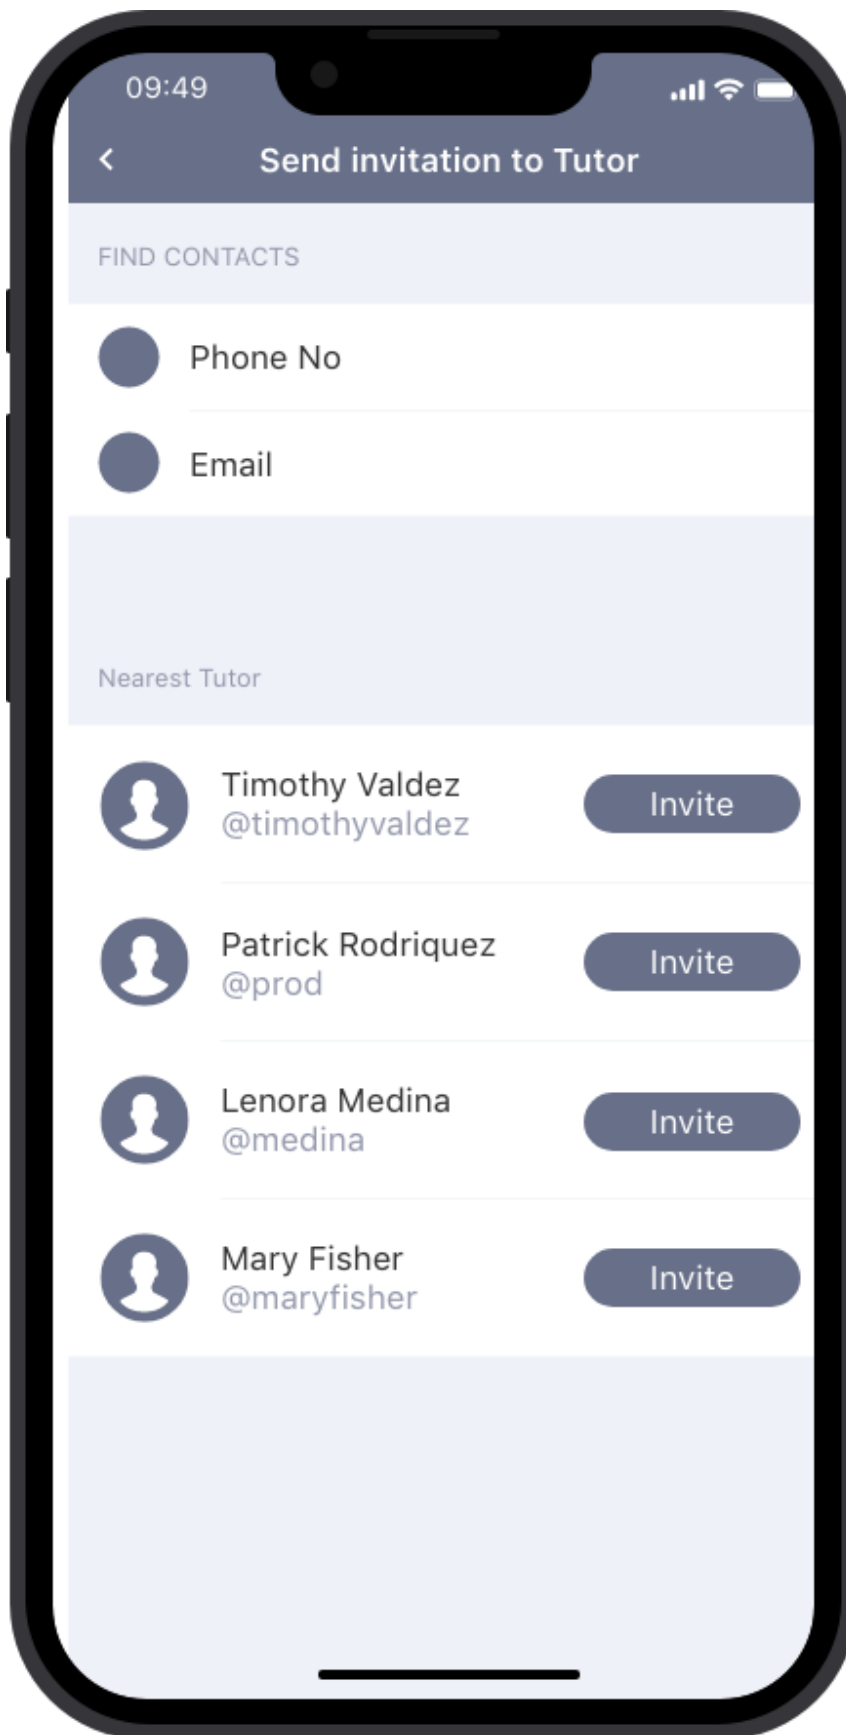 09:49
Send invitation to Tutor
FIND CONTACTS
Phone No
Email
Nearest Tutor
Timothy Valdez
@timothyvaldez
Invite
Patrick Rodriquez
@prod
Invite
Lenora Medina
@medina
Invite
Mary Fisher
@maryfisher
Invite